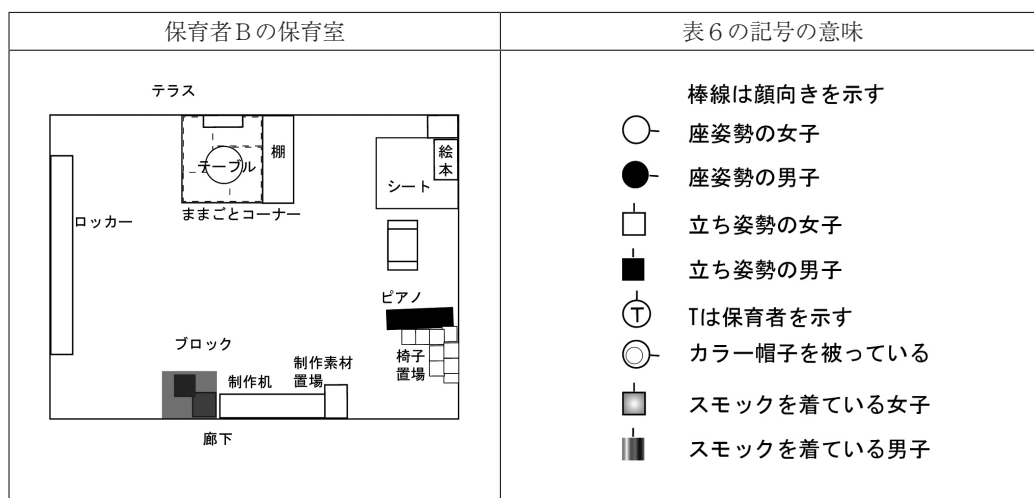 保育者Ｂの保育室
表６の記号の意味
テラス
テーブル
棚
絵本
シート
ままごとコーナー
ロッカー
ピアノ
椅子
置場
ブロック
制作机
制作素材
置場
廊下
棒線は顔向きを示す
座姿勢の女子
座姿勢の男子
立ち姿勢の女子
立ち姿勢の男子
T
Tは保育者を示す
カラー帽子を被っている
スモックを着ている女子
スモックを着ている男子